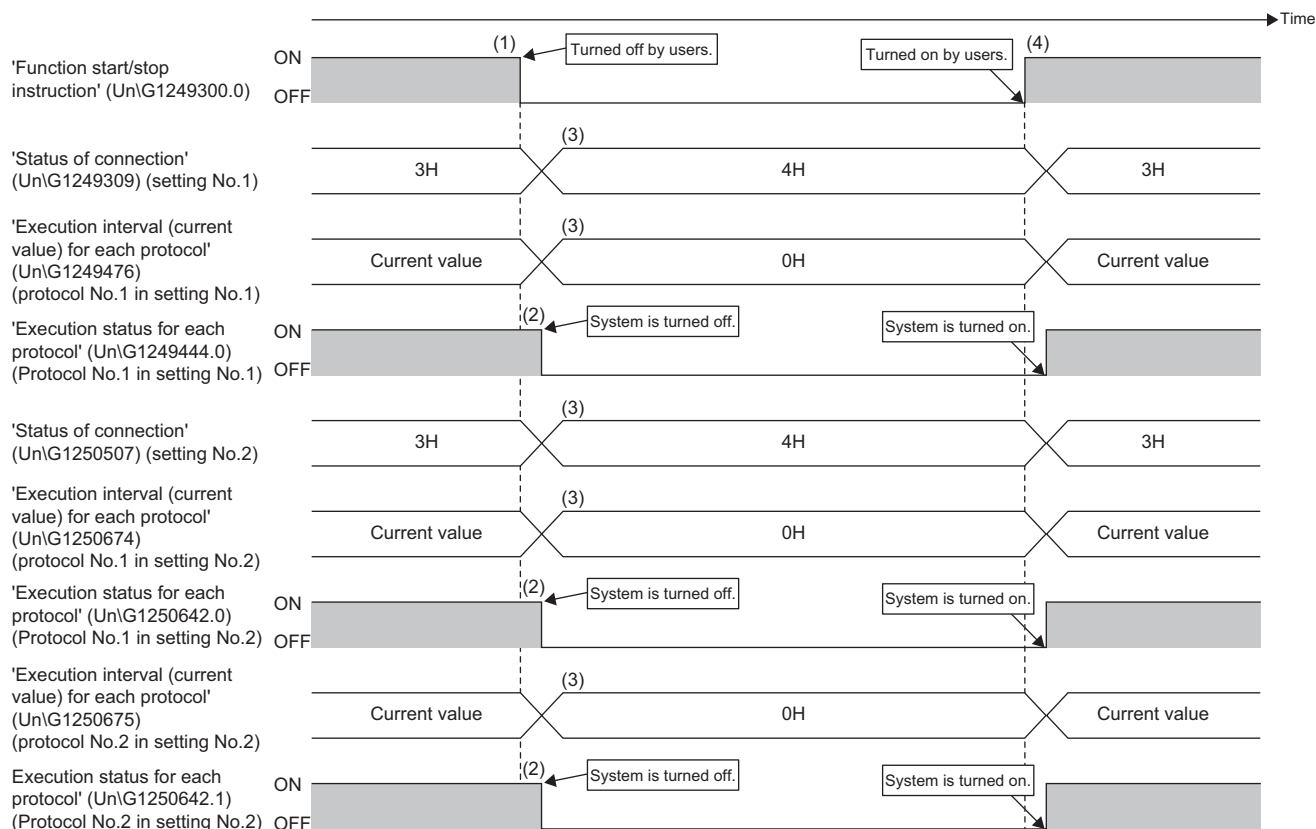 Time
(1)
Turned off by users.
Turned on by users.
(4)
'Function start/stop
instruction' (Un\G1249300.0)
ON
OFF
'Status of connection'
(Un\G1249309) (setting No.1)
3H
(3)
4H
3H
'Execution interval (current
value) for each protocol'
(Un\G1249476)
(protocol No.1 in setting No.1)
Current value
(3)
0H
Current value
'Execution status for each
protocol' (Un\G1249444.0)
(Protocol No.1 in setting No.1)
ON
OFF
(2)
System is turned off.
System is turned on.
'Status of connection'
(Un\G1250507) (setting No.2)
3H
(3)
4H
3H
'Execution interval (current
value) for each protocol'
(Un\G1250674)
(protocol No.1 in setting No.2)
Current value
(3)
0H
Current value
'Execution status for each
protocol' (Un\G1250642.0)
(Protocol No.1 in setting No.2)
ON
OFF
(2)
System is turned off.
System is turned on.
'Execution interval (current
value) for each protocol'
(Un\G1250675)
(protocol No.2 in setting No.2)
Current value
(3)
0H
Current value
Execution status for each
protocol' (Un\G1250642.1)
(Protocol No.2 in setting No.2)
ON
OFF
(2)
System is turned off.
System is turned on.